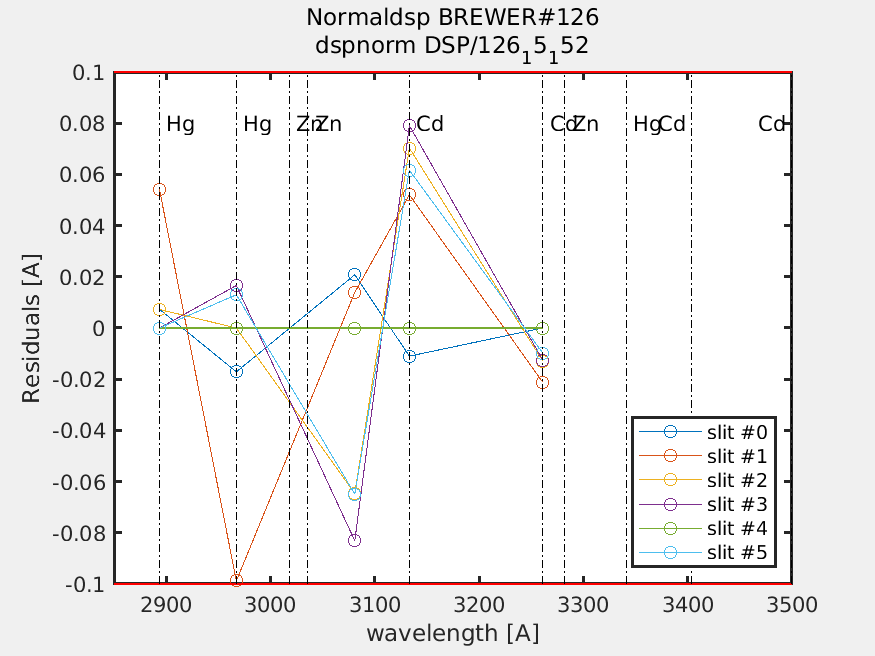 Normaldsp BREWER#126
dspnorm DSP/126₁5₁52
0.1
0.08
0.06
0.04
0.02
0
-0.02
-0.04
-0.06
-0.08
-0.1
Residuals [A]
Hg Hg Zn Zn Cd Cd Zn Hg Cd Cd
slit #0
slit #1
slit #2
slit #3
slit #4
slit #5
2900 3000 3100 3200 3300 3400 3500
wavelength [A]